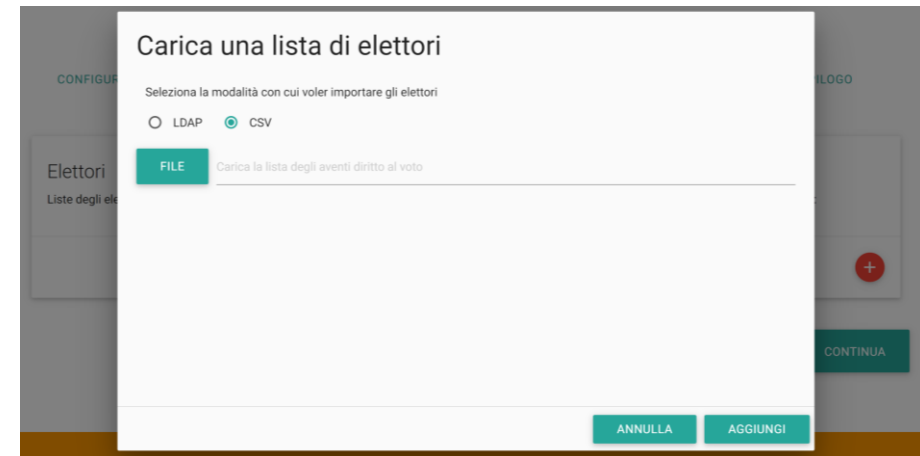 Carica una lista di elettori
CONFIGUR
ILOGO
Seleziona la modalità con cui voler importare gli elettori
LDAP CSV
Elettori
FILE Carica la lista degli aventi diritto al voto
Liste degli ele
CONTINUA
ANNULLA AGGIUNGI